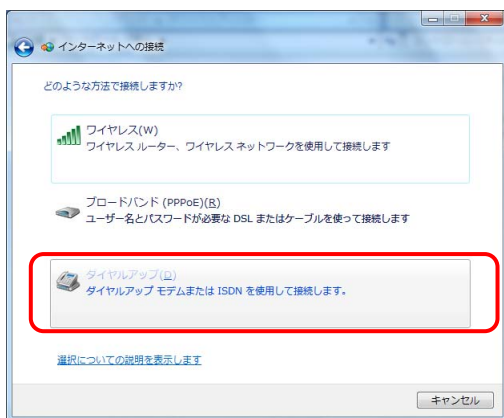 インターネットへの接続
どのような方法で接続しますか?
ワイヤレス(W)
ワイヤレス ルーター、ワイヤレス ネットワークを使用して接続します
ブロードバンド (PPPoE)(R)
ユーザー名とパスワードが必要な DSL またはケーブルを使って接続します
ダイヤルアップ(D)
ダイヤルアップ モデムまたは ISDN を使用して接続します。
選択についての説明を表示します
キャンセル